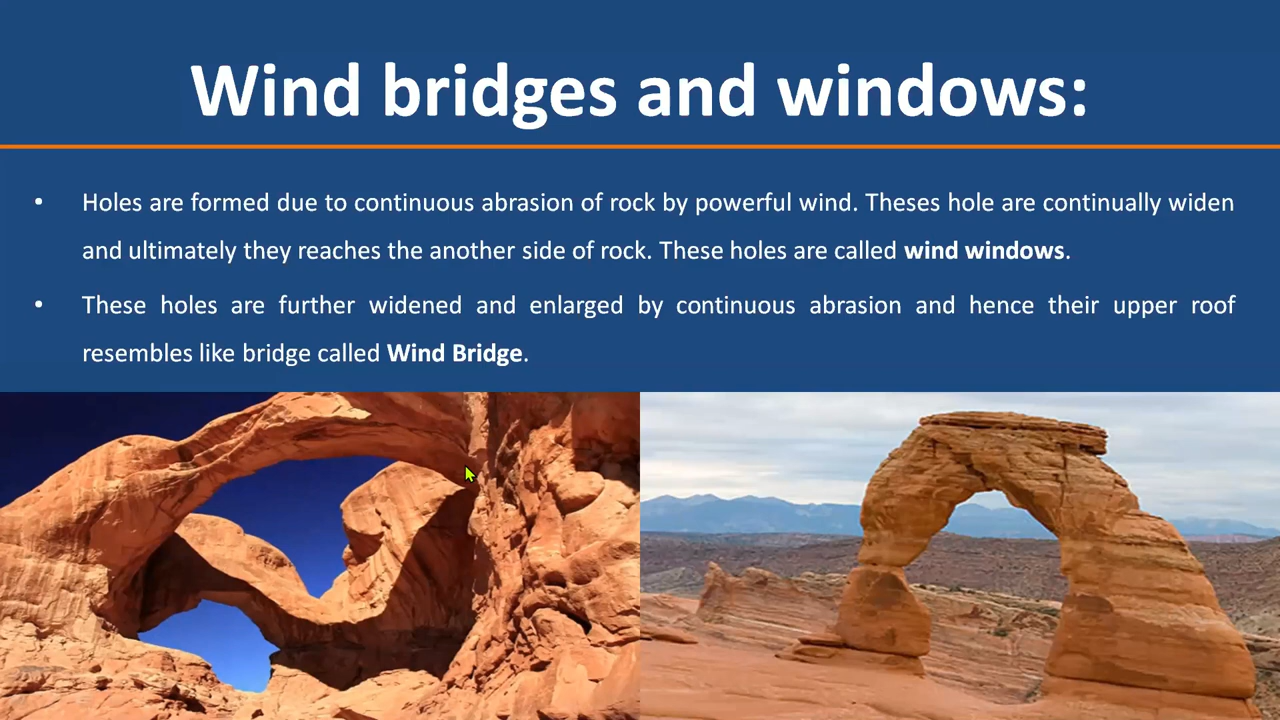 Wind bridges and windows:
• Holes are formed due to continuous abrasion of rock by powerful wind. Theses hole are continually widen
and ultimately they reaches the another side of rock. These holes are called wind windows.
• These holes are further widened and enlarged by continuous abrasion and hence their upper roof
resembles like bridge called Wind Bridge.